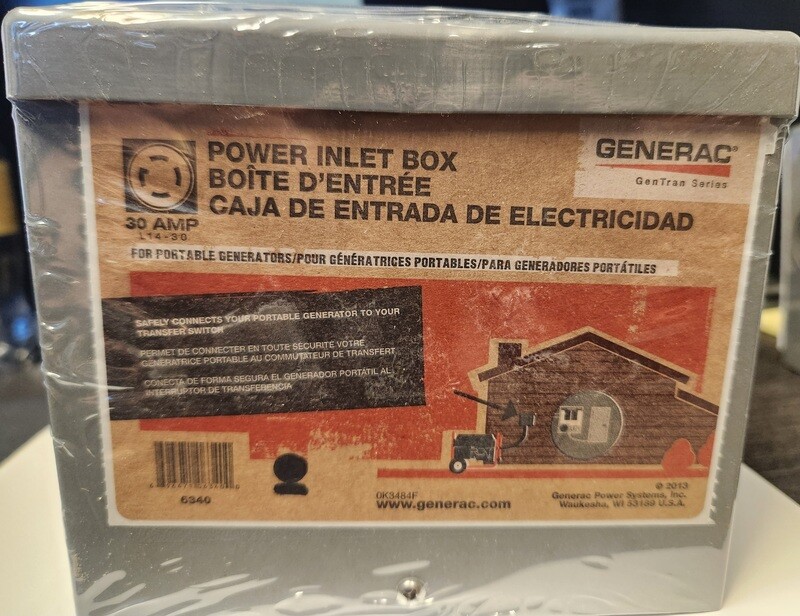 POWER INLET BOX
BOÎTE D'ENTRÉE
CAJA DE ENTRADA DE ELECTRICIDAD
GENERAC®
GenTran Series
30 AMP
L14-30
FOR PORTABLE GENERATORS/POUR GÉNÉRATRICES PORTABLES/PARA GENERADORES PORTÁTILES
SAFELY CONNECTS YOUR PORTABLE GENERATOR TO YOUR
TRANSFER SWITCH
PERMET DE CONNECTER EN TOUTE SÉCURITÉ VOTRE
GÉNÉRATRICE PORTABLE AU COMMUTATEUR DE TRANSFERT
CONECTA DE FORMA SEGURA EL GENERADOR PORTÁTIL AL
INTERRUPTOR DE TRANSFERENCIA
6340
0K3484F
www.generac.com
© 2013
Generac Power Systems, Inc.
Waukesha, WI 53189 U.S.A.